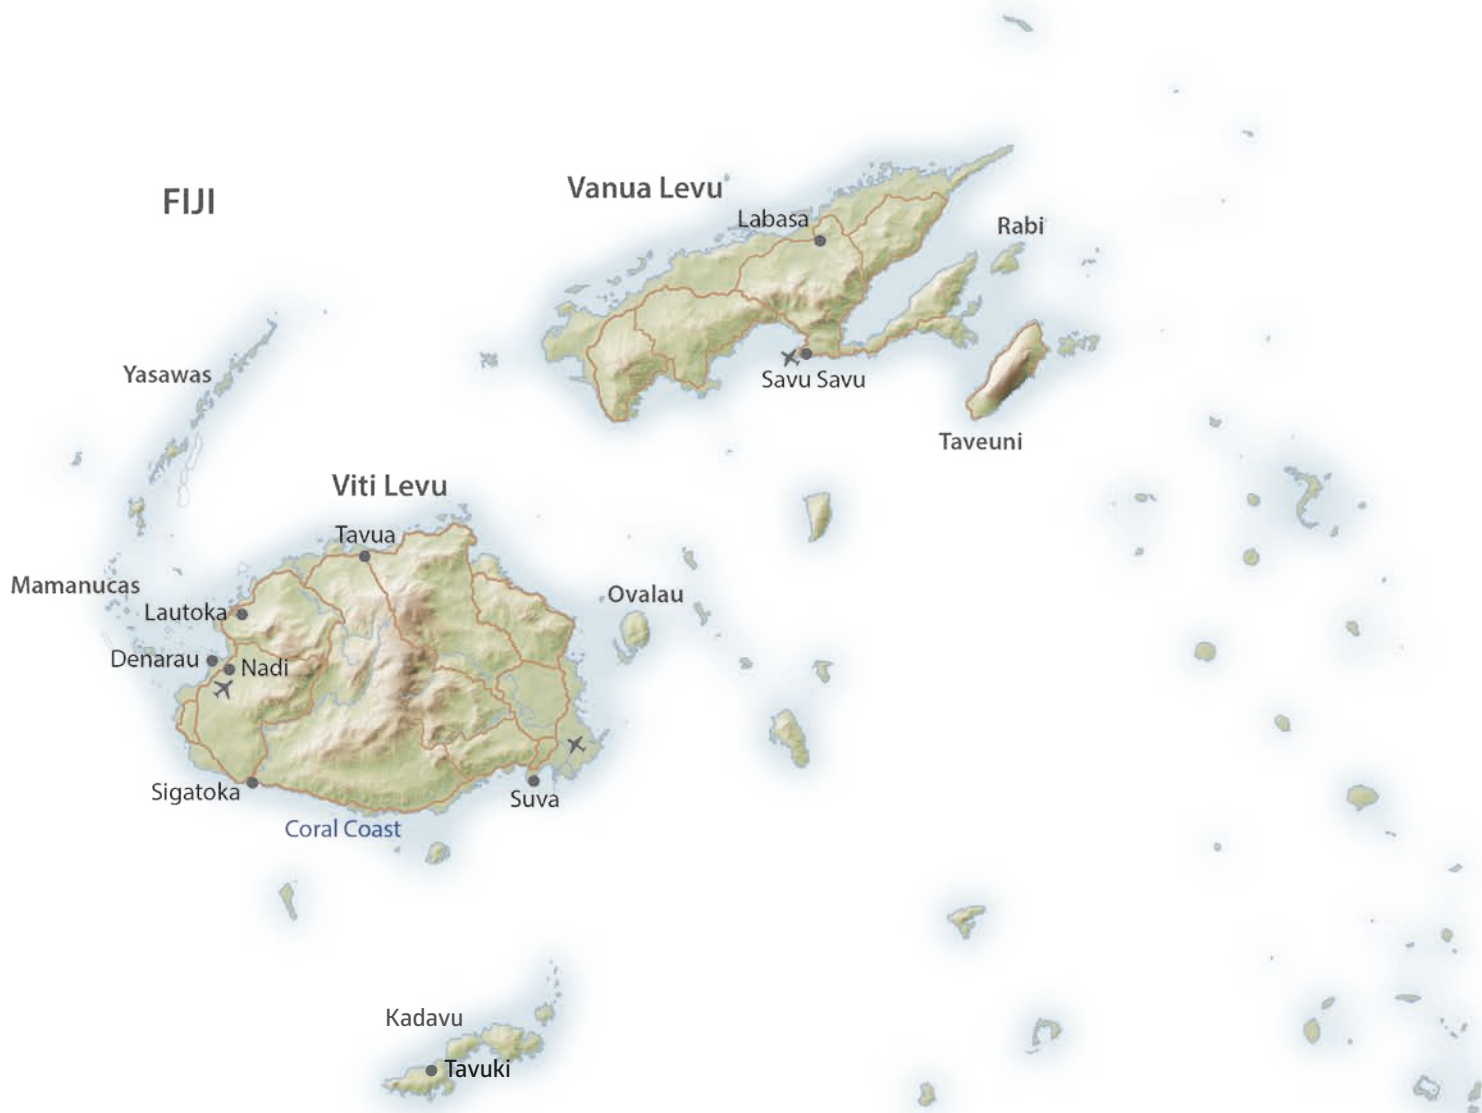 FIJI
Vanua Levu
Labasa
Rabi
Yasawas
Savu Savu
Taveuni
Viti Levu
Tavua
Mamanucas
Ovalau
Lautoka
Denarau
Nadi
Sigatoka
Suva
Coral Coast
Kadavu
Tavuki